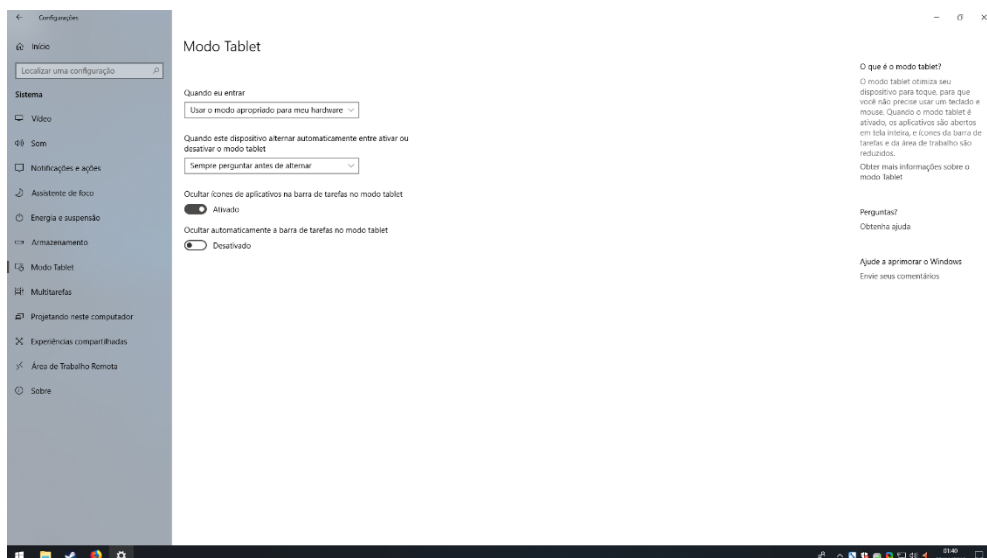 Configurações
Início
Localizar uma configuração
Sistema
Vídeo
Som
Notificações e ações
Assistente de foco
Energia e suspensão
Armazenamento
Modo Tablet
Multitarefas
Projetando neste computador
Experiências compartilhadas
Área de Trabalho Remota
Sobre
Modo Tablet
Quando eu entrar
Usar o modo apropriado para meu hardware
Quando este dispositivo alternar automaticamente entre ativar ou
desativar o modo tablet
Sempre perguntar antes de alternar
Ocultar ícones de aplicativos na barra de tarefas no modo tablet
Ativado
Ocultar automaticamente a barra de tarefas no modo tablet
Desativado
O que é o modo tablet?
O modo tablet otimiza seu
dispositivo para toque, para que
você não precise usar um teclado e
mouse. Quando o modo tablet é
ativado, os aplicativos são abertos
em tela inteira, e ícones da barra de
tarefas e da área de trabalho são
reduzidos.
Obter mais informações sobre o
modo Tablet
Perguntas?
Obtenha ajuda
Ajude a aprimorar o Windows
Envie seus comentários
01:40